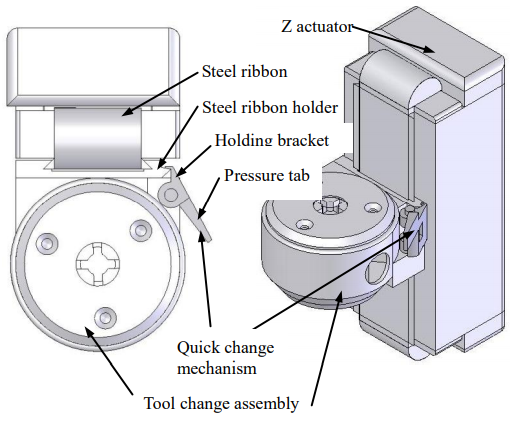 Z actuator
Steel ribbon
Steel ribbon holder
Holding bracket
Pressure tab
Quick change
mechanism
Tool change assembly